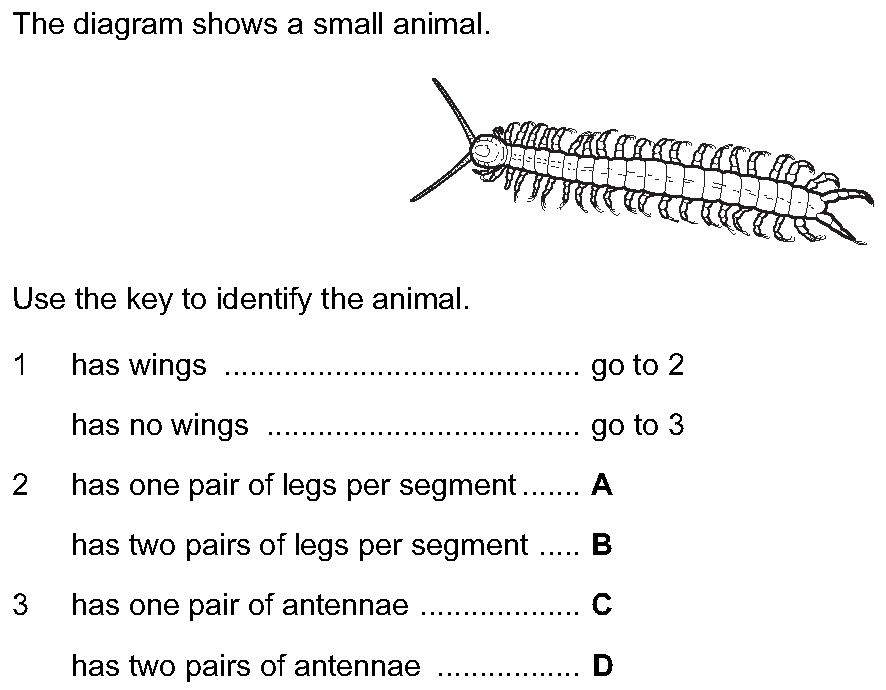 The diagram shows a small animal.
Use the key to identify the animal.
1 has wings .......................................... go to 2
has no wings ..................................... go to 3
2 has one pair of legs per segment ....... A
has two pairs of legs per segment ..... B
3 has one pair of antennae ................... C
has two pairs of antennae ................. D